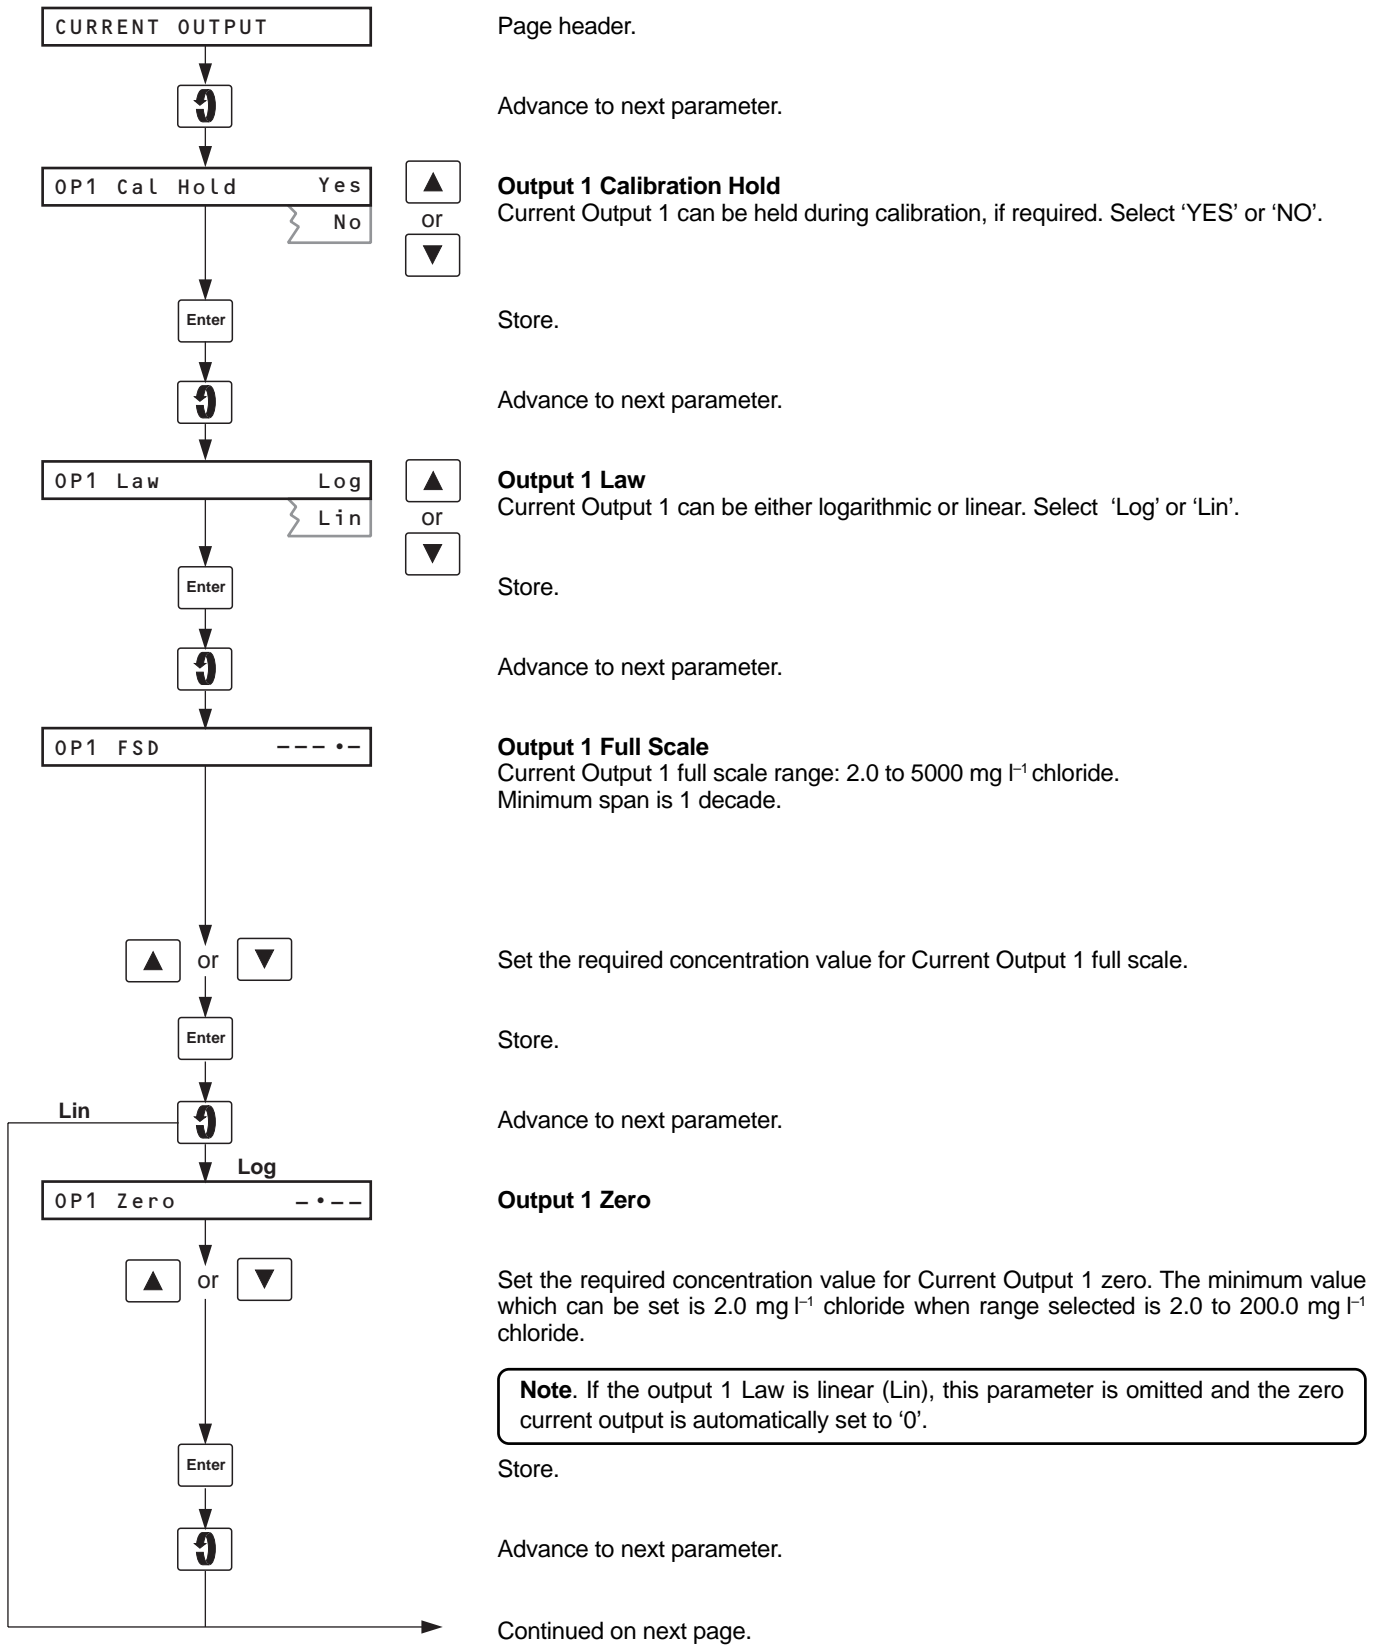 CURRENT OUTPUT
Page header.
Advance to next parameter.
OP1 Cal Hold Yes
No
▲
or
▼
Output 1 Calibration Hold
Current Output 1 can be held during calibration, if required. Select ‘YES’ or ‘NO’.
Enter
Store.
Advance to next parameter.
OP1 Law Log
Lin
▲
or
▼
Output 1 Law
Current Output 1 can be either logarithmic or linear. Select ‘Log’ or ‘Lin’.
Enter
Store.
Advance to next parameter.
OP1 FSD –––•–
Output 1 Full Scale
Current Output 1 full scale range: 2.0 to 5000 mg l⁻¹ chloride.
Minimum span is 1 decade.
▲ or ▼
Set the required concentration value for Current Output 1 full scale.
Enter
Store.
Lin
Advance to next parameter.
Log
OP1 Zero –•––
Output 1 Zero
▲ or ▼
Set the required concentration value for Current Output 1 zero. The minimum value
which can be set is 2.0 mg l⁻¹ chloride when range selected is 2.0 to 200.0 mg l⁻¹
chloride.
Note. If the output 1 Law is linear (Lin), this parameter is omitted and the zero
current output is automatically set to ‘0’.
Enter
Store.
Advance to next parameter.
Continued on next page.